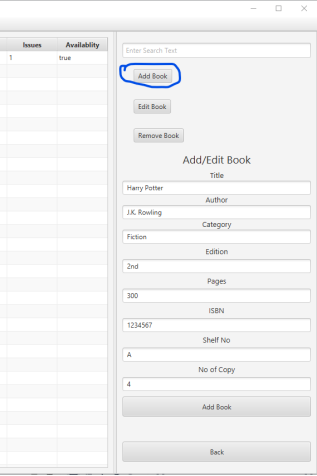 Issues Availablity
1 true
Enter Search Text
Add Book
Edit Book
Remove Book
Add/Edit Book
Title
Harry Potter
Author
J.K. Rowling
Category
Fiction
Edition
2nd
Pages
300
ISBN
1234567
Shelf No
A
No of Copy
4
Add Book
Back